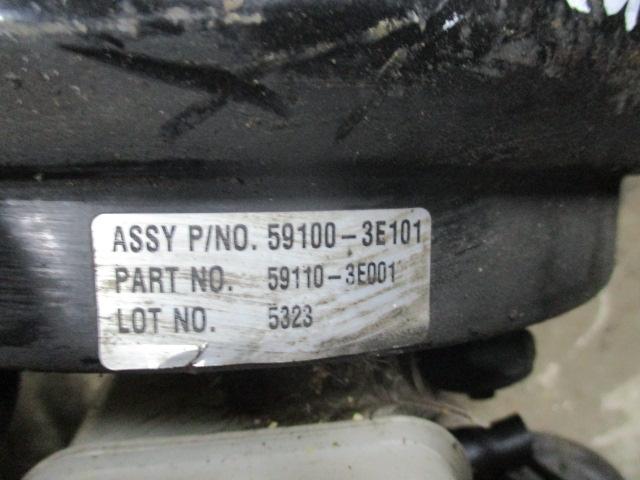 ASSY P/NO. 59100-3E101
PART NO. 59110-3E001
LOT NO. 5323